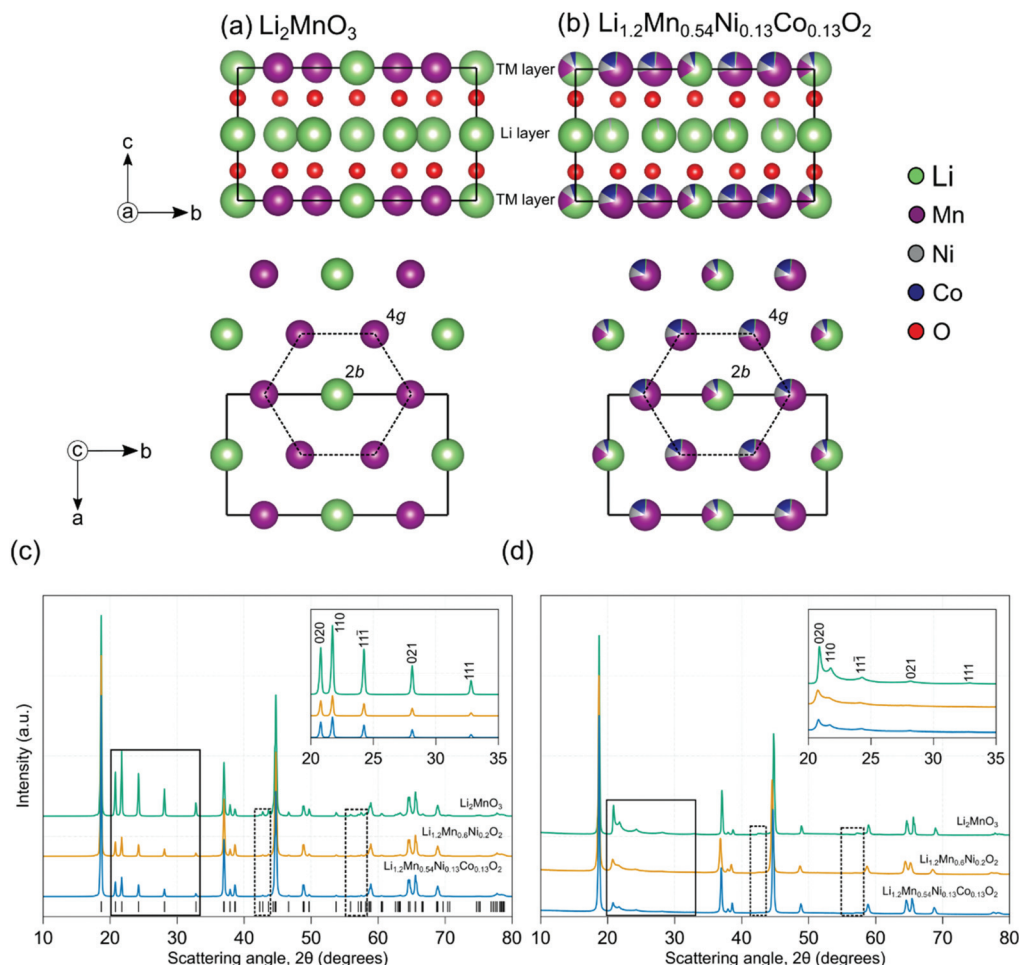 (a) Li₂MnO₃
(b) Li₁.₂Mn₀.₅₄Ni₀.₁₃Co₀.₁₃O₂
TM layer
Li layer
TM layer
c
a b
Li
Mn
Ni
Co
O
4g
2b
4g
2b
c b
a
(c)
(d)
Intensity (a.u.)
020
110
111̅
021
111
20 25 30 35
Li₂MnO₃
Li₁.₂Mn₀.₆Ni₀.₂O₂
Li₁.₂Mn₀.₅₄Ni₀.₁₃Co₀.₁₃O₂
10 20 30 40 50 60 70 80
Scattering angle, 2θ (degrees)
020
110
111̅
021
111
20 25 30 35
Li₂MnO₃
Li₁.₂Mn₀.₆Ni₀.₂O₂
Li₁.₂Mn₀.₅₄Ni₀.₁₃Co₀.₁₃O₂
10 20 30 40 50 60 70 80
Scattering angle, 2θ (degrees)